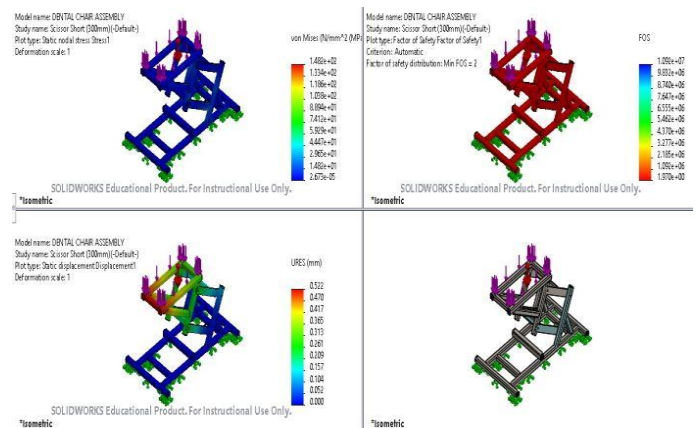 Model name: DENTAL CHAIR ASSEMBLY
Study name: Scissor Short (300mm)(-Default-)
Plot type: Static nodal stress Stress1
Deformation scale: 1
von Mises (N/mm^2 (MPa
1.482e+02
1.334e+02
1.186e+02
1.038e+02
8.894e+01
7.412e+01
5.929e+01
4.447e+01
2.965e+01
1.482e+01
2.673e-05
SOLIDWORKS Educational Product. For Instructional Use Only.
*Isometric
Model name: DENTAL CHAIR ASSEMBLY
Study name: Scissor Short (300mm)(-Default-)
Plot type: Factor of Safety Factor of Safety1
Criterion: Automatic
Factor of safety distribution: Min FOS = 2
FOS
1.092e+07
9.832e+06
8.740e+06
7.647e+06
6.555e+06
5.462e+06
4.370e+06
3.277e+06
2.185e+06
1.092e+06
1.970e+00
SOLIDWORKS Educational Product. For Instructional Use Only.
*Isometric
Model name: DENTAL CHAIR ASSEMBLY
Study name: Scissor Short (300mm)(-Default-)
Plot type: Static displacement Displacement1
Deformation scale: 1
URES (mm)
0.522
0.470
0.417
0.365
0.313
0.261
0.209
0.157
0.104
0.052
0.000
SOLIDWORKS Educational Product. For Instructional Use Only.
*Isometric
*Isometric